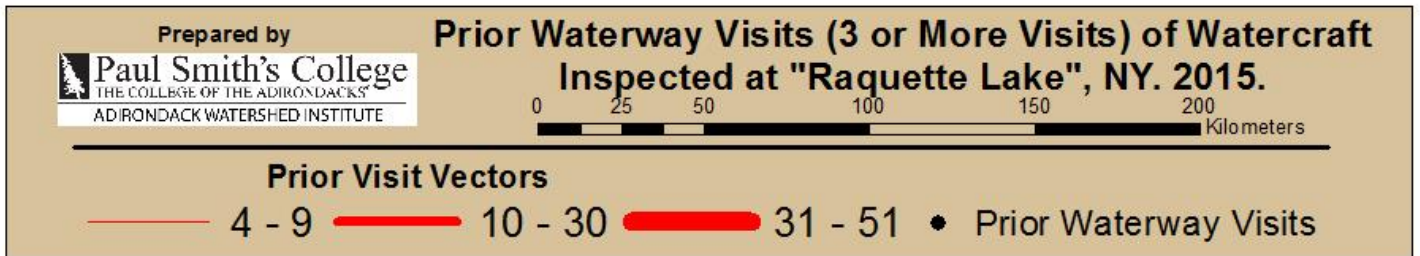 Prepared by
Paul Smith's College
THE COLLEGE OF THE ADIRONDACKS
ADIRONDACK WATERSHED INSTITUTE
Prior Waterway Visits (3 or More Visits) of Watercraft
Inspected at "Raquette Lake", NY. 2015.
0 25 50 100 150 200
Kilometers
Prior Visit Vectors
4 - 9 10 - 30 31 - 51 Prior Waterway Visits